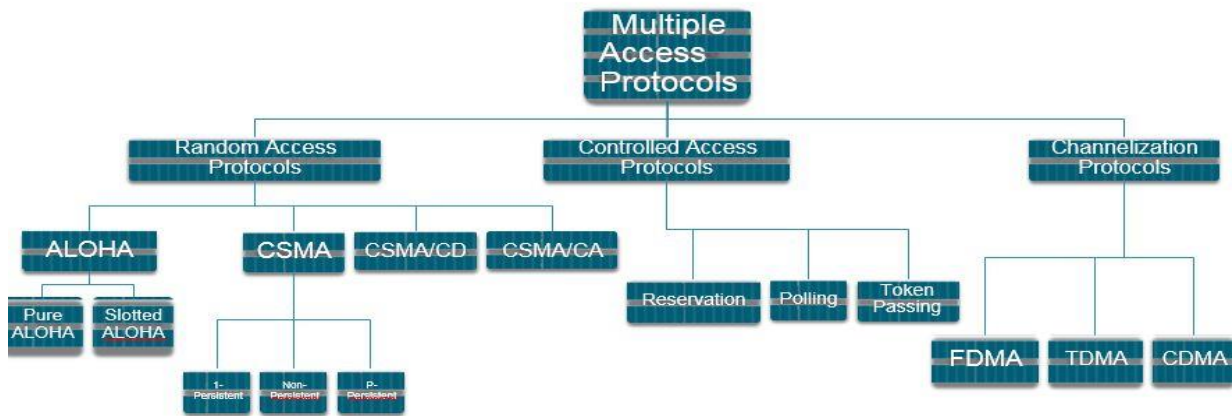 Multiple
Access
Protocols
Random Access
Protocols
Controlled Access
Protocols
Channelization
Protocols
ALOHA
CSMA
CSMA/CD
CSMA/CA
Pure
ALOHA
Slotted
ALOHA
Reservation
Polling
Token
Passing
FDMA
TDMA
CDMA
1-
Persistent
Non-
Persistent
P-
Persistent